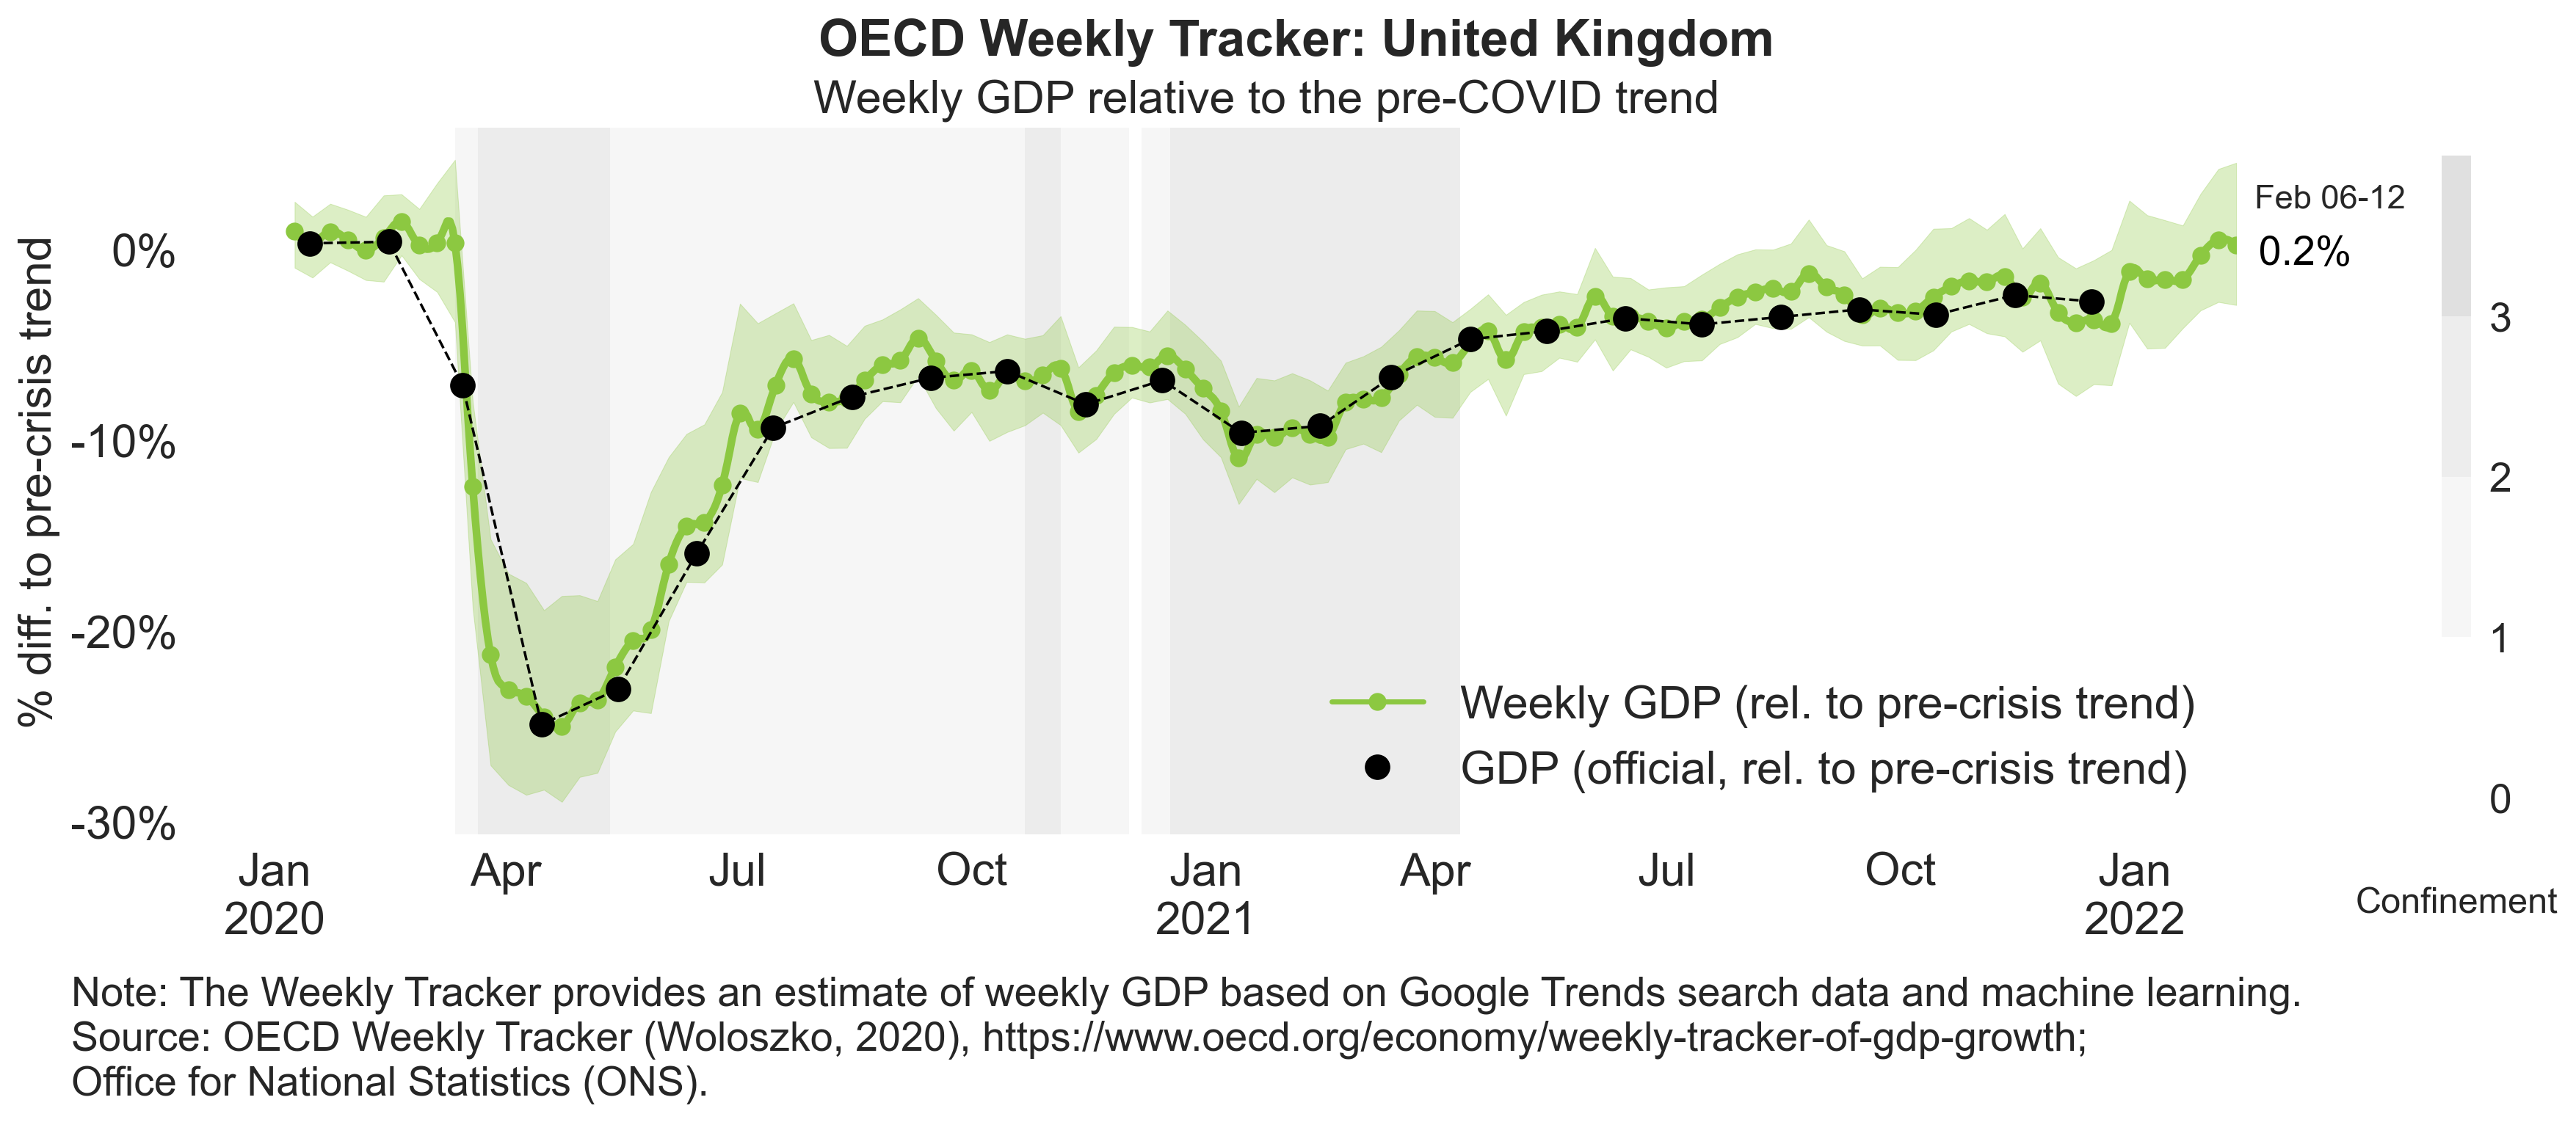 OECD Weekly Tracker: United Kingdom
Weekly GDP relative to the pre-COVID trend
% diff. to pre-crisis trend
0%
-10%
-20%
-30%
Feb 06-12
0.2%
3
2
1
0
Weekly GDP (rel. to pre-crisis trend)
GDP (official, rel. to pre-crisis trend)
Jan Apr Jul Oct Jan Apr Jul Oct Jan
2020 2021 2022
Confinement
Note: The Weekly Tracker provides an estimate of weekly GDP based on Google Trends search data and machine learning.
Source: OECD Weekly Tracker (Woloszko, 2020), https://www.oecd.org/economy/weekly-tracker-of-gdp-growth;
Office for National Statistics (ONS).